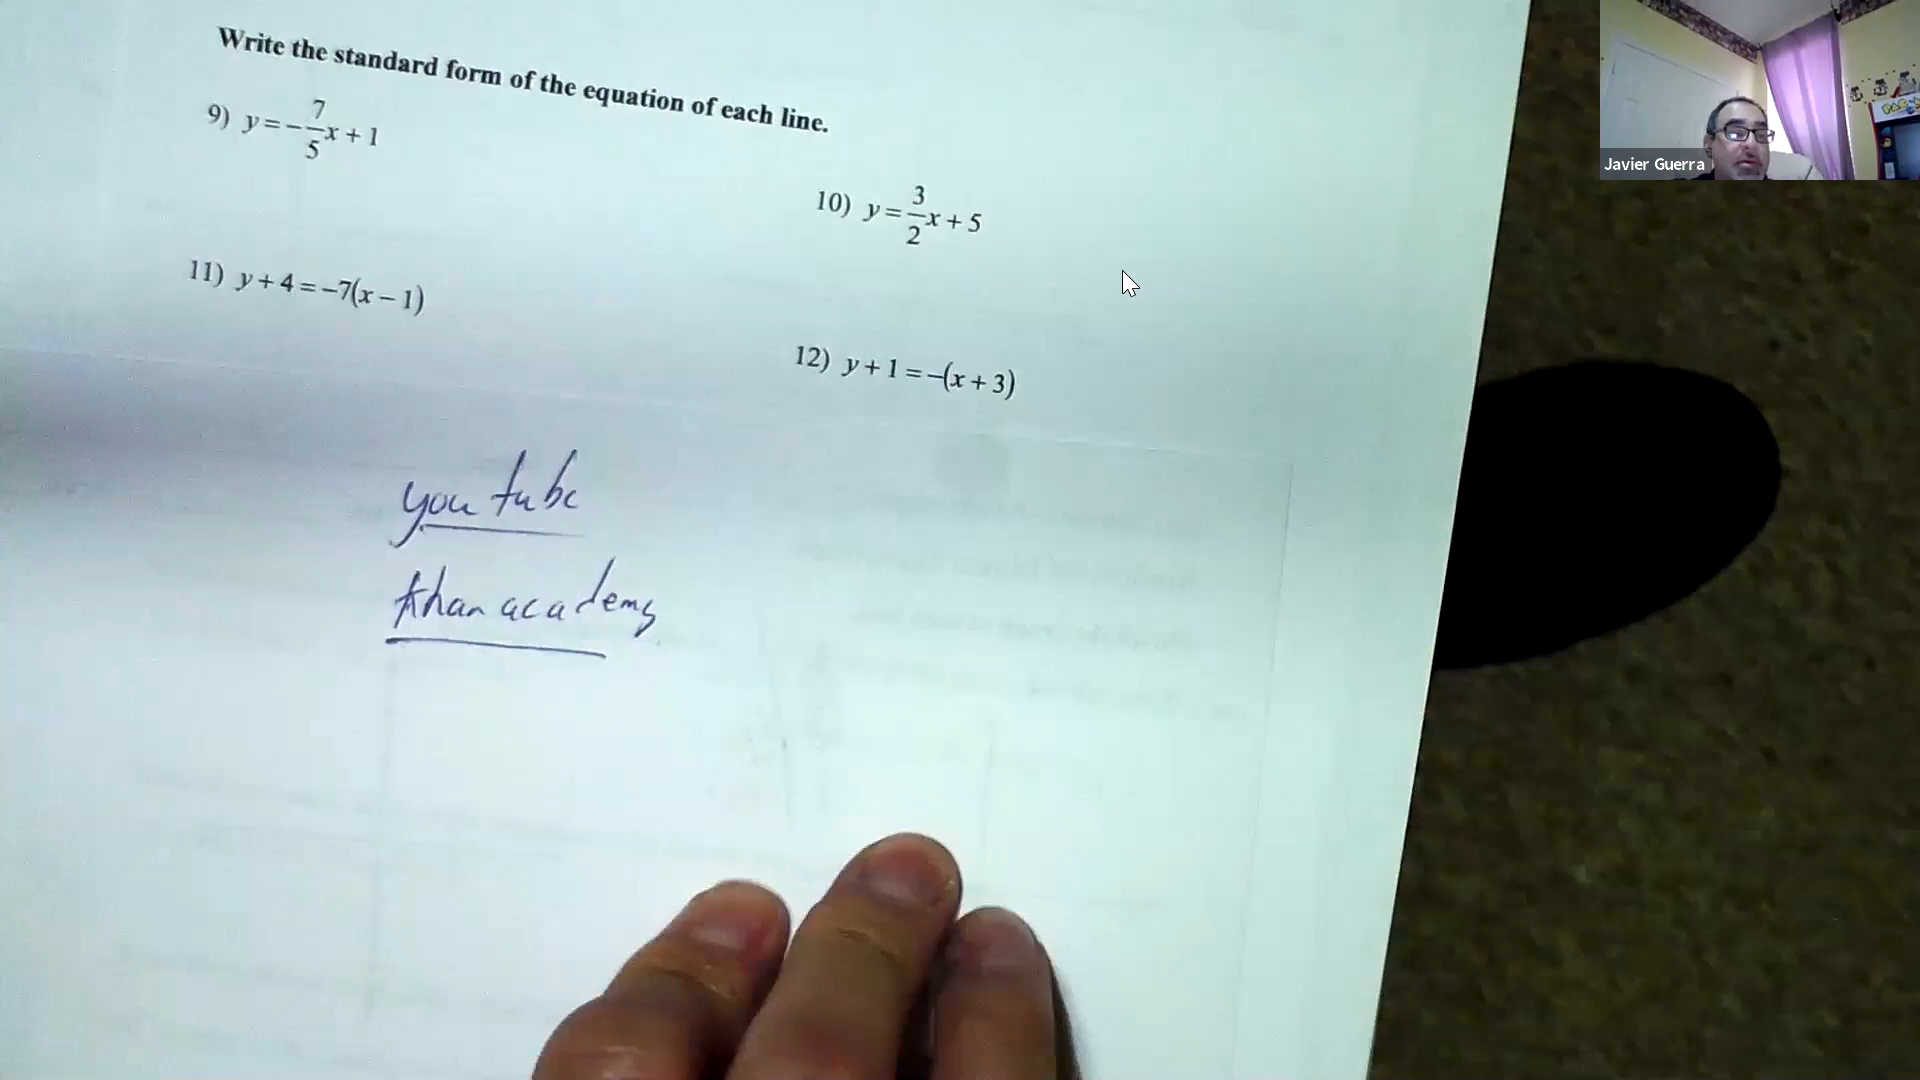 Write the standard form of the equation of each line.
9) y = -7/5x + 1
10) y = 3/2x + 5
11) y + 4 = -7(x - 1)
12) y + 1 = -(x + 3)
you tube
khan academy
Javier Guerra